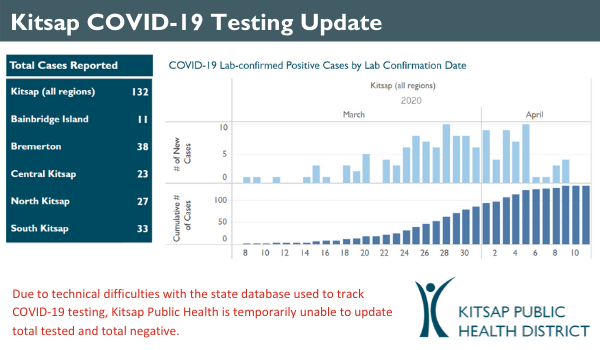 Kitsap COVID-19 Testing Update
Total Cases Reported
Kitsap (all regions) 132
Bainbridge Island 11
Bremerton 38
Central Kitsap 23
North Kitsap 27
South Kitsap 33
COVID-19 Lab-confirmed Positive Cases by Lab Confirmation Date
Kitsap (all regions)
2020
March April
# of New
Cases
10
5
0
Cumulative #
of Cases
100
50
0
8 10 12 14 16 18 20 22 24 26 28 30 2 4 6 8 10
Due to technical difficulties with the state database used to track
COVID-19 testing, Kitsap Public Health is temporarily unable to update
total tested and total negative.
KITSAP PUBLIC
HEALTH DISTRICT